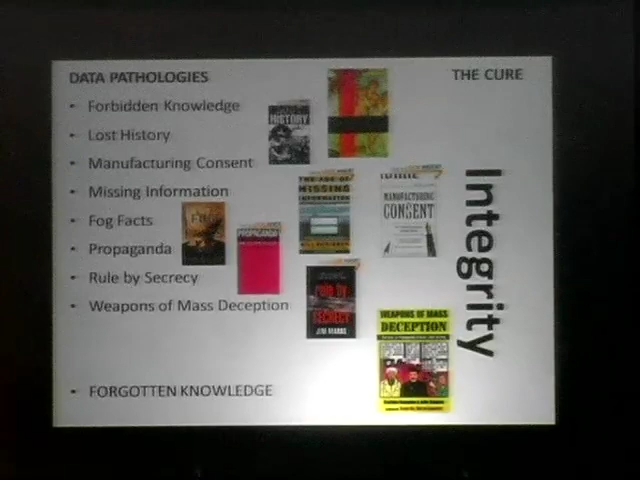 DATA PATHOLOGIES
THE CURE
• Forbidden Knowledge
• Lost History
• Manufacturing Consent
• Missing Information
• Fog Facts
• Propaganda
• Rule by Secrecy
• Weapons of Mass Deception
• FORGOTTEN KNOWLEDGE
HISTORY
THE AGE OF
MISSING
INFORMATION
MANUFACTURING
CONSENT
PROPAGANDA
rule by
SECRECY
JIM MARRS
WEAPONS OF MASS
DECEPTION
Integrity